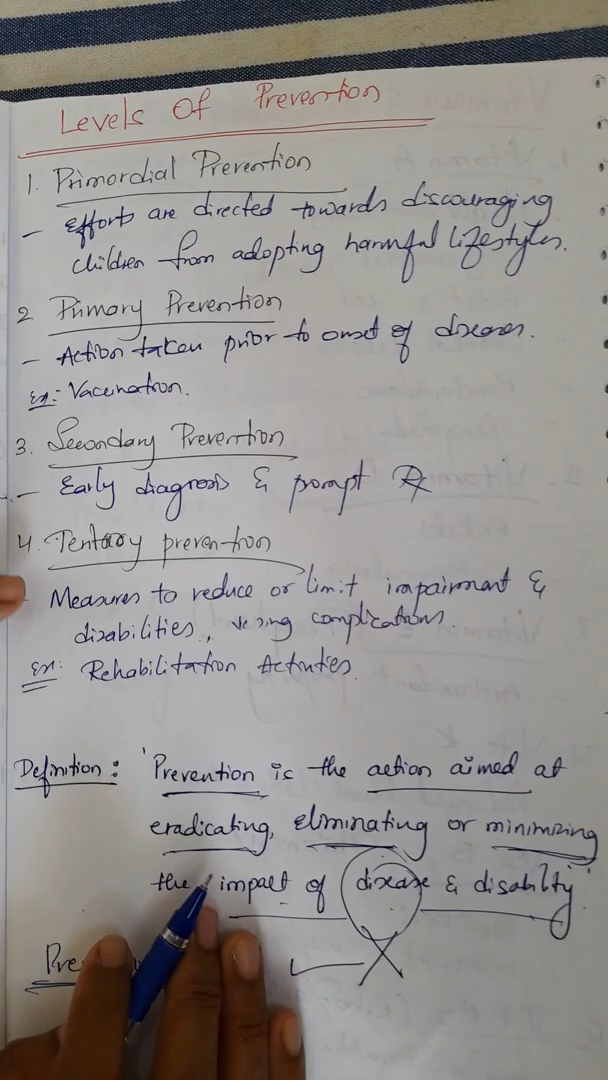 Levels Of Prevention
1. Primordial Prevention
- Efforts are directed towards discouraging
children from adopting harmful lifestyles.
2 Primary Prevention
- Action taken prior to onset of disease.
Ex:- Vaccination.
3. Secondary Prevention
- Early diagnosis & prompt Rx
4. Tertiary prevention
- Measures to reduce or limit impairment &
disabilities, complications.
Ex: Rehabilitation Activities.
Definition: 'Prevention is the action aimed at
eradicating, eliminating or minimizing
the impact of disease & disability'
Pre